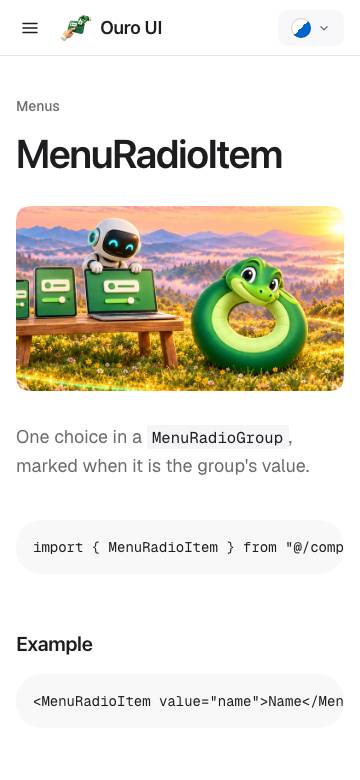 Ouro UI
Menus
MenuRadioItem
One choice in a MenuRadioGroup,
marked when it is the group's value.
import { MenuRadioItem } from "@/comp
Example
<MenuRadioItem value="name">Name</Men